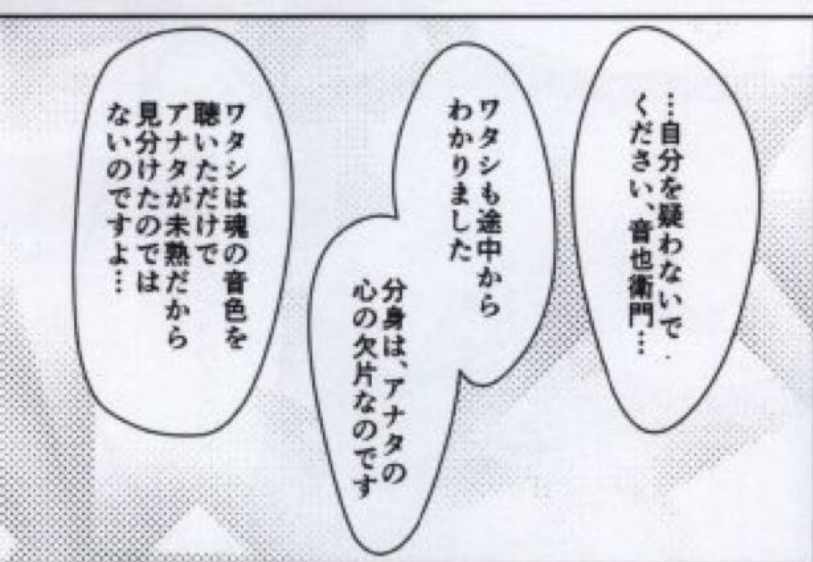 …自分を疑わないで
ください、音也衛門…
ワタシも途中から
わかりました
分身は、アナタの
心の欠片なのです
ワタシは魂の音色を
聴いただけで
アナタが未熟だから
見分けたのでは
ないのですよ…